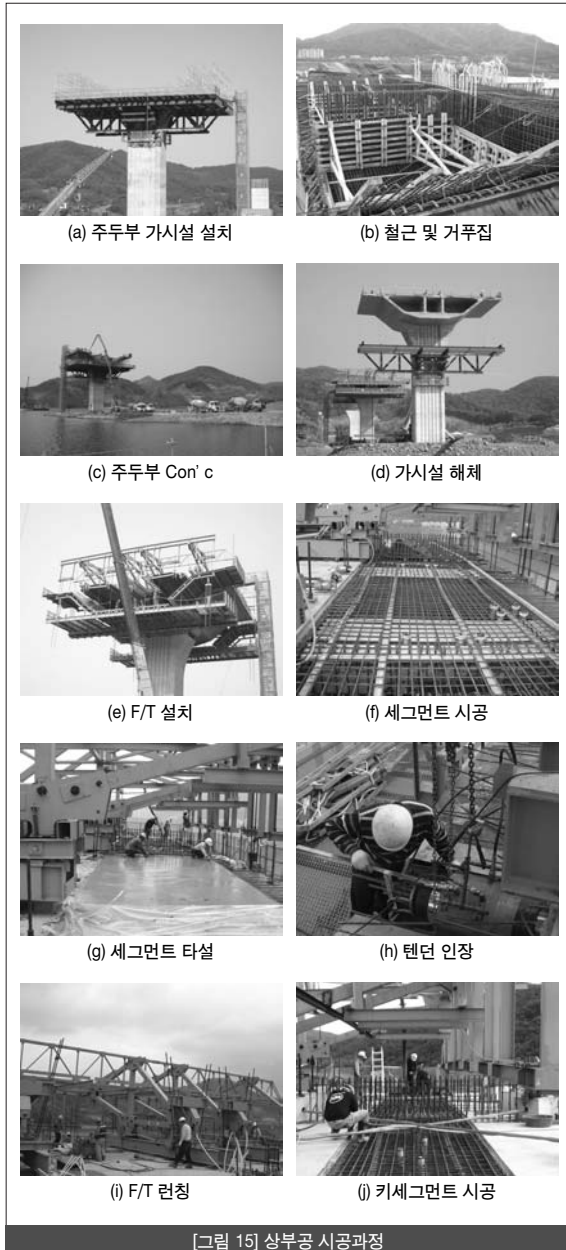 (a) 주두부 가시설 설치
(b) 철근 및 거푸집
(c) 주두부 Con' c
(d) 가시설 해체
(e) F/T 설치
(f) 세그먼트 시공
(g) 세그먼트 타설
(h) 텐던 인장
(i) F/T 런칭
(j) 키세그먼트 시공
[그림 15] 상부공 시공과정